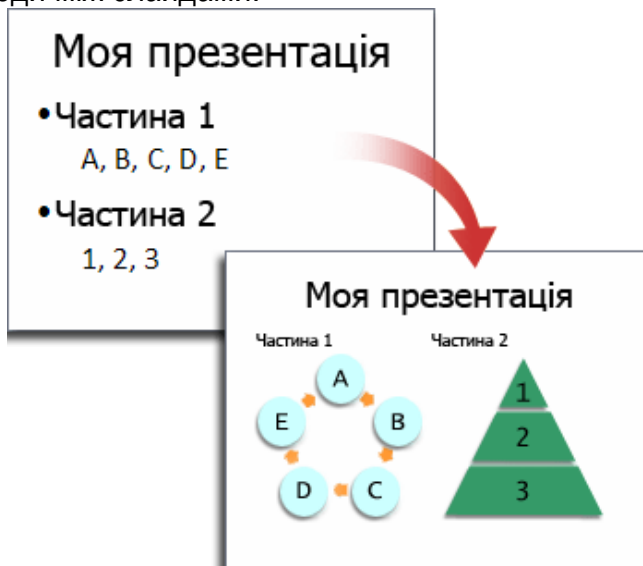 Моя презентація
•Частина 1
A, B, C, D, E
•Частина 2
1, 2, 3
Моя презентація
Частина 1
Частина 2
A
B
C
D
E
1
2
3